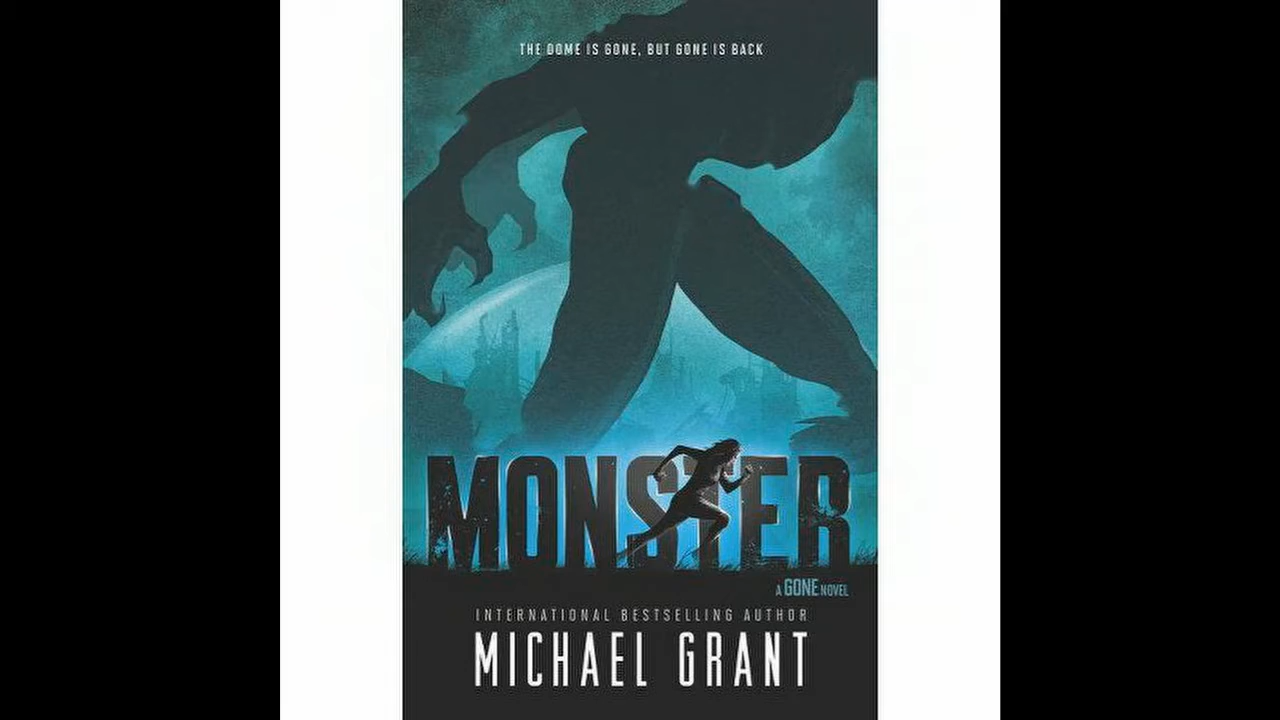 THE DOME IS GONE, BUT GONE IS BACK
MONSTER
A GONE NOVEL
INTERNATIONAL BESTSELLING AUTHOR
MICHAEL GRANT